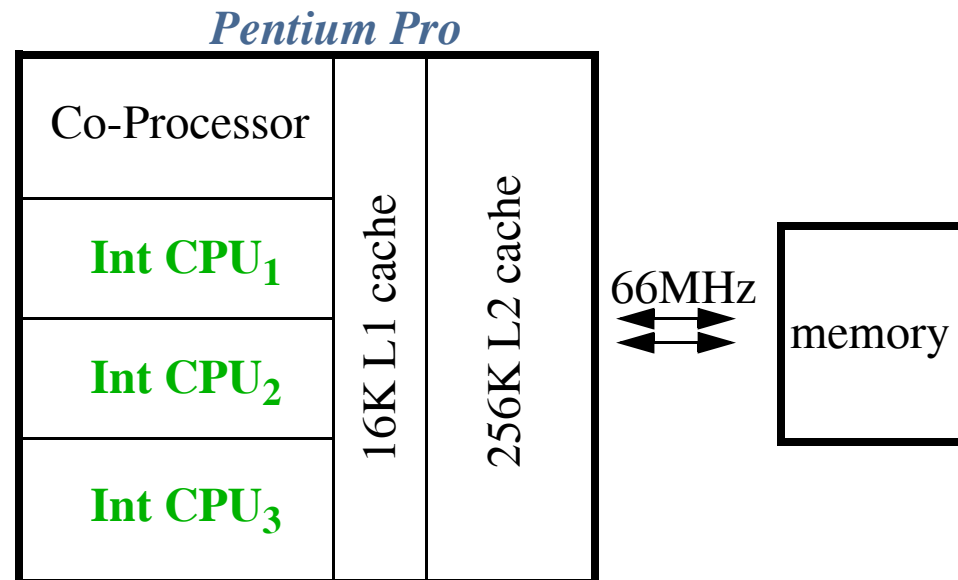 Pentium Pro
Co-Processor
Int CPU1
Int CPU2
Int CPU3
16K L1 cache
256K L2 cache
66MHz
memory